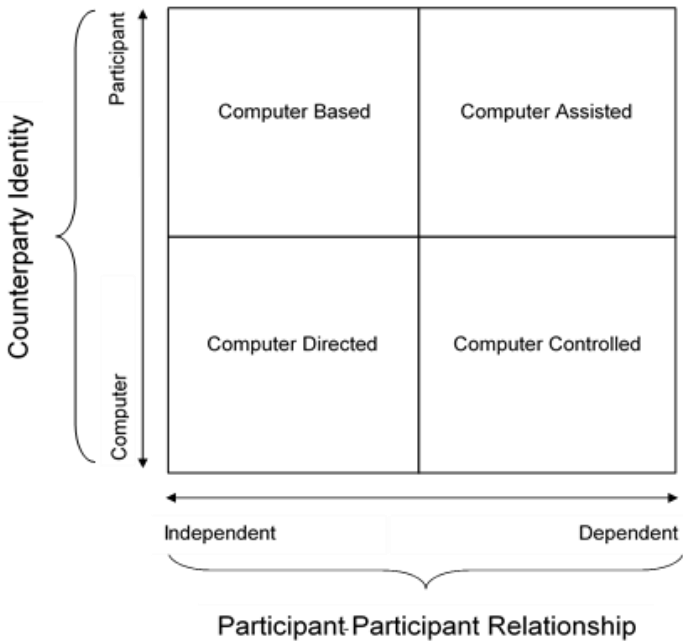 Counterparty Identity
Participant
Computer
Computer Based
Computer Assisted
Computer Directed
Computer Controlled
Independent
Dependent
Participant-Participant Relationship